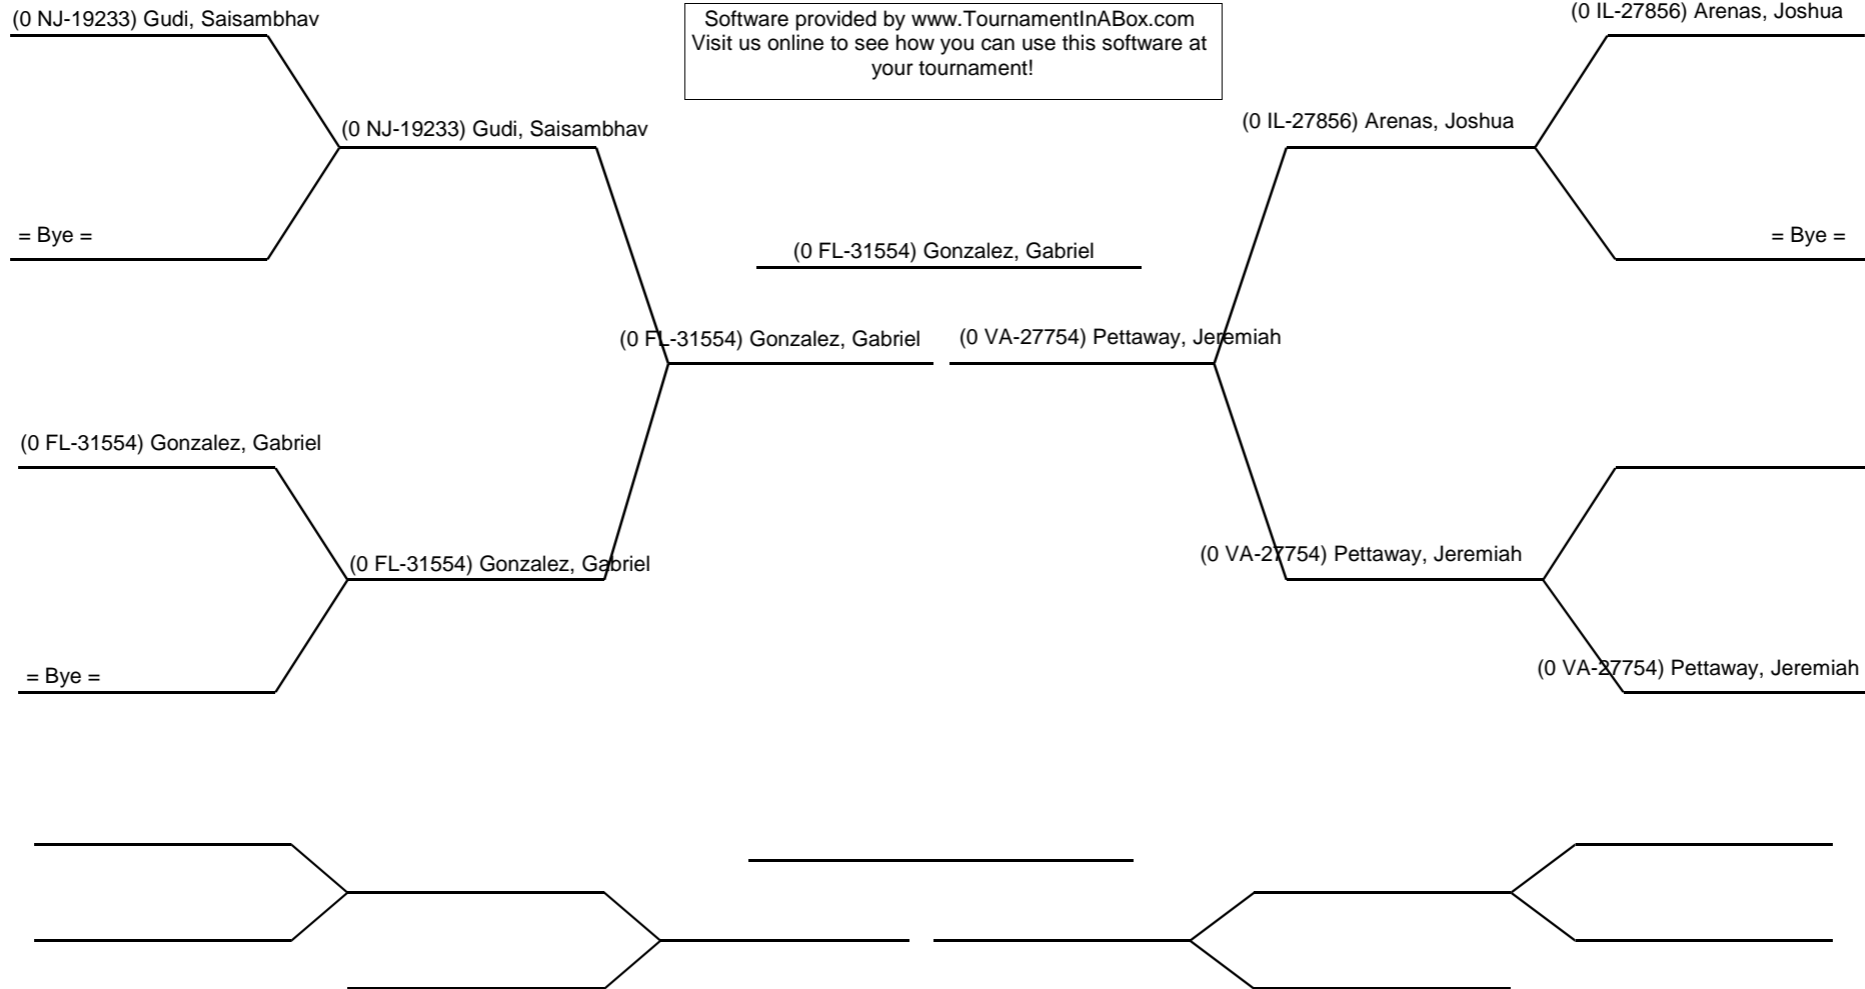 (0 NJ-19233) Gudi, Saisambhav
Software provided by www.TournamentInABox.com
Visit us online to see how you can use this software at
your tournament!
(0 IL-27856) Arenas, Joshua
(0 NJ-19233) Gudi, Saisambhav
(0 IL-27856) Arenas, Joshua
= Bye =
(0 FL-31554) Gonzalez, Gabriel
= Bye =
(0 FL-31554) Gonzalez, Gabriel
(0 VA-27754) Pettaway, Jeremiah
(0 FL-31554) Gonzalez, Gabriel
(0 FL-31554) Gonzalez, Gabriel
(0 VA-27754) Pettaway, Jeremiah
= Bye =
(0 VA-27754) Pettaway, Jeremiah